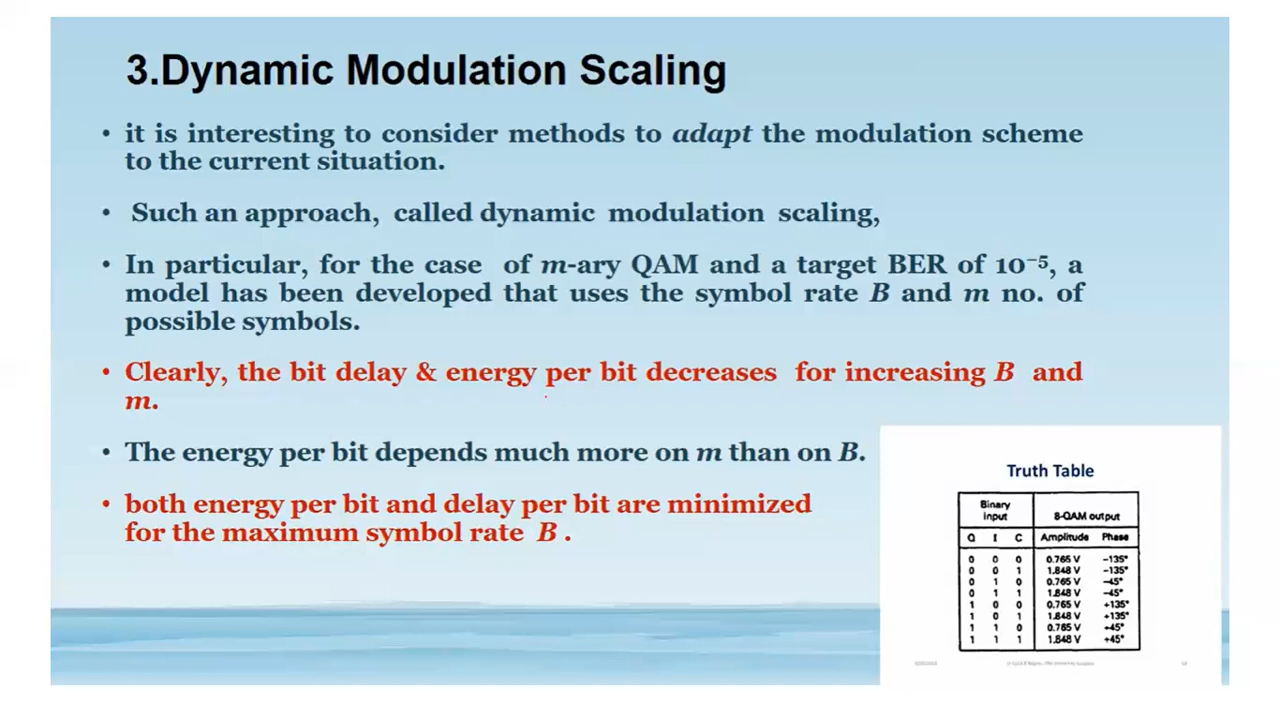 3.Dynamic Modulation Scaling
• it is interesting to consider methods to adapt the modulation scheme
to the current situation.
• Such an approach, called dynamic modulation scaling,
• In particular, for the case of m-ary QAM and a target BER of 10⁻⁵, a
model has been developed that uses the symbol rate B and m no. of
possible symbols.
• Clearly, the bit delay & energy per bit decreases for increasing B and
m.
• The energy per bit depends much more on m than on B.
• both energy per bit and delay per bit are minimized
for the maximum symbol rate B .
Truth Table
Binary input 8-QAM output
Q I C Amplitude Phase
0 0 0 0.765 V −135°
0 0 1 1.848 V −135°
0 1 0 0.765 V −45°
0 1 1 1.848 V −45°
1 0 0 0.765 V +135°
1 0 1 1.848 V +135°
1 1 0 0.765 V +45°
1 1 1 1.848 V +45°